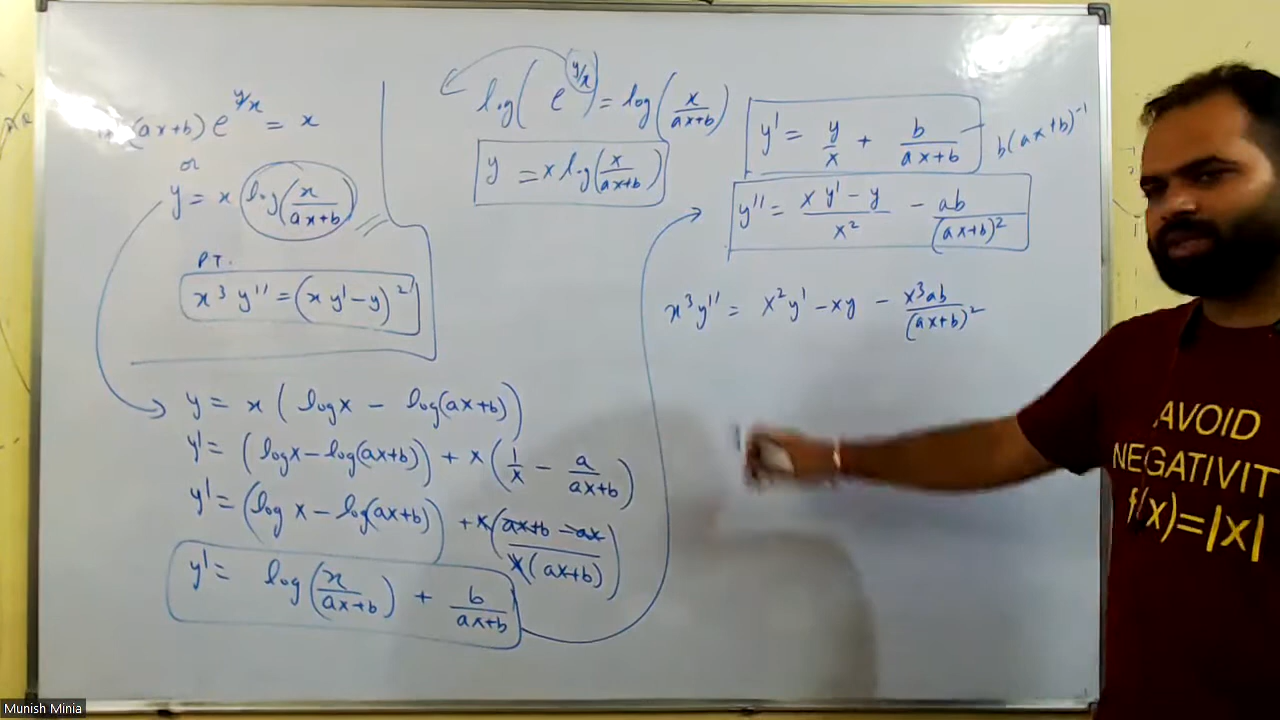 (ax+b) e^{y/x} = x
or
y = x log(x/(ax+b))
PT.
x³ y'' = (x y' - y)²
y = x ( log x - log(ax+b) )
y' = (log x - log(ax+b)) + x (1/x - a/(ax+b))
y' = (log x - log(ax+b)) + x ( (ax+b - ax)/(x(ax+b)) )
y' = log(x/(ax+b)) + b/(ax+b)
log( e^{y/x} ) = log( x/(ax+b) )
y = x log( x/(ax+b) )
y' = y/x + b/(ax+b)
b(ax+b)^{-1}
y'' = (x y' - y)/x² - ab/(ax+b)²
x³y'' = x²y' - xy - x³ab/(ax+b)²
AVOID
NEGATIVIT
f(x)=|x|
Munish Minia